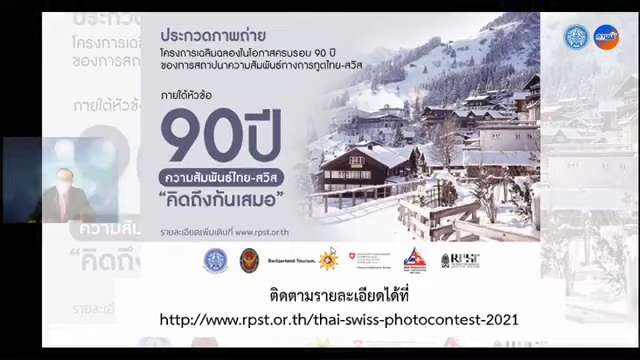 ประกวดภาพถ่าย
โครงการเฉลิมฉลองในโอกาสครบรอบ 90 ปี
ของการสถาปนาความสัมพันธ์ทางการทูตไทย-สวิส
ภายใต้หัวข้อ
90ปี
ความสัมพันธ์ไทย-สวิส
“คิดถึงกันเสมอ”
รายละเอียดเพิ่มเติมที่ www.rpst.or.th
Switzerland Tourism.
RPST
ติดตามรายละเอียดได้ที่
http://www.rpst.or.th/thai-swiss-photocontest-2021